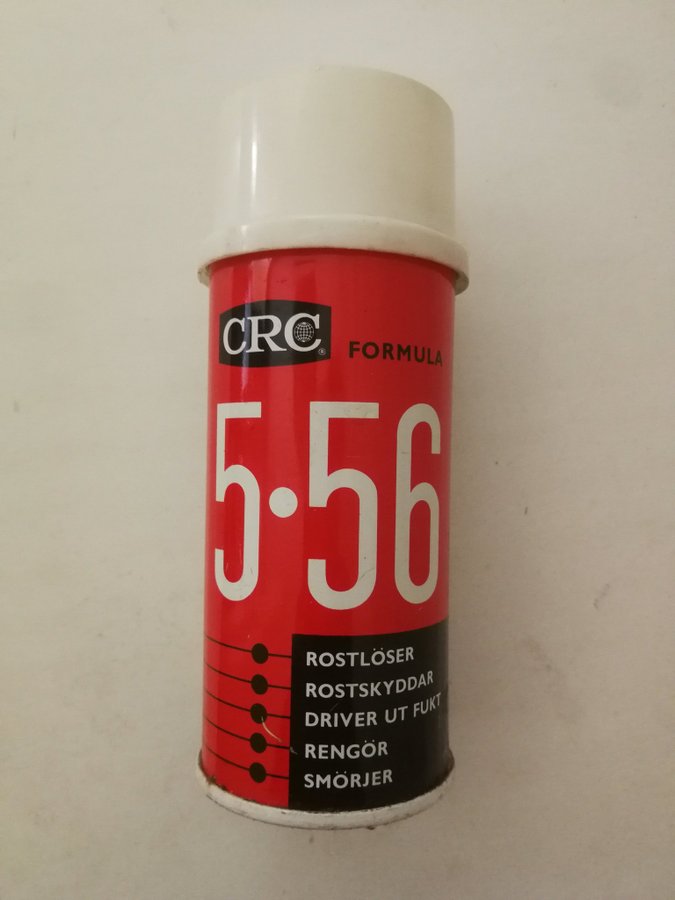 CRC®
FORMULA
5·56
ROSTLÖSER
ROSTSKYDDAR
DRIVER UT FUKT
RENGÖR
SMÖRJER